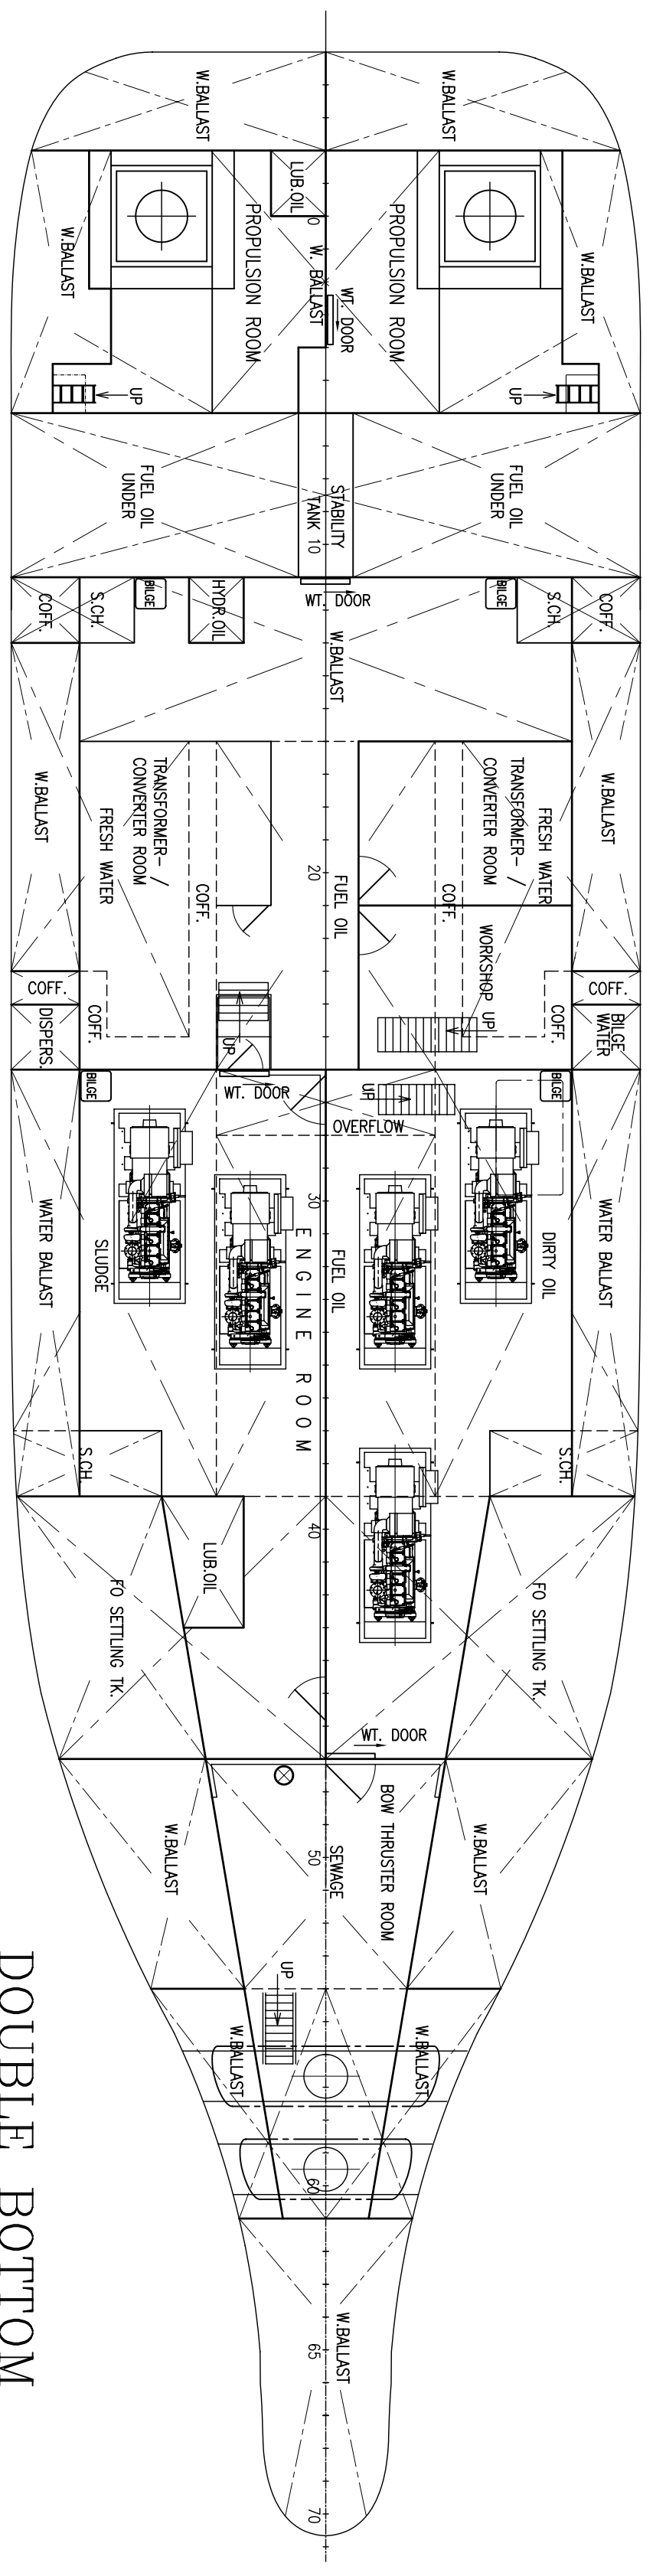 W.BALLAST
W.BALLAST
LUB.OIL
0
PROPULSION ROOM
PROPULSION ROOM
W.BALLAST
W. BALLAST
WT. DOOR
W.BALLAST
UP
UP
FUEL OIL
UNDER
STABILITY
TANK
10
FUEL OIL
UNDER
COFF.
S.CH.
BILGE
HYDR.OIL
WT. DOOR
BILGE
S.CH.
COFF.
W.BALLAST
W.BALLAST
TRANSFORMER-/
CONVERTER ROOM
FRESH WATER
COFF.
20
FUEL OIL
COFF.
TRANSFORMER-/
CONVERTER ROOM
FRESH WATER
W.BALLAST
WORKSHOP
UP
COFF.
COFF.
DISPERS.
UP
COFF.
COFF.
BILGE
WATER
BILGE
WT. DOOR
UP
BILGE
OVERFLOW
WATER BALLAST
SLUDGE
30
ENGINE ROOM
FUEL OIL
DIRTY OIL
WATER BALLAST
S.CH.
S.CH.
LUB.OIL
40
FO SETTLING TK.
FO SETTLING TK.
WT. DOOR
W.BALLAST
50
SEWAGE
BOW THRUSTER ROOM
W.BALLAST
UP
W.BALLAST
W.BALLAST
60
65
W.BALLAST
70
DOUBLE BOTTOM